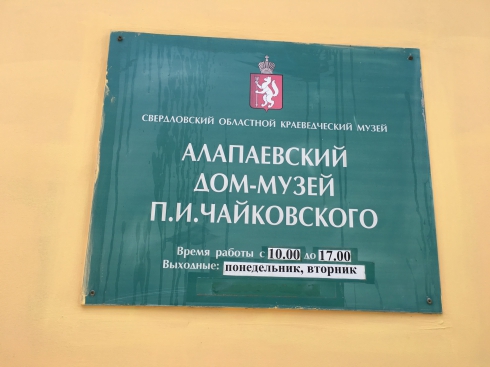 СВЕРДЛОВСКИЙ ОБЛАСТНОЙ КРАЕВЕДЧЕСКИЙ МУЗЕЙ
АЛАПАЕВСКИЙ
ДОМ-МУЗЕЙ
П.И.ЧАЙКОВСКОГО
Время работы с 10.00 до 17.00
Выходные: понедельник, вторник